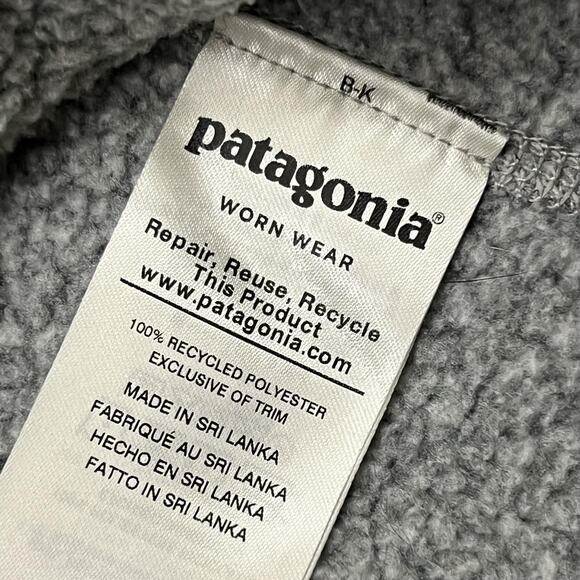 B-K
patagonia®
WORN WEAR
Repair, Reuse, Recycle
This Product
www.patagonia.com
100% RECYCLED POLYESTER
EXCLUSIVE OF TRIM
MADE IN SRI LANKA
FABRIQUÉ AU SRI LANKA
HECHO EN SRI LANKA
FATTO IN SRI LANKA